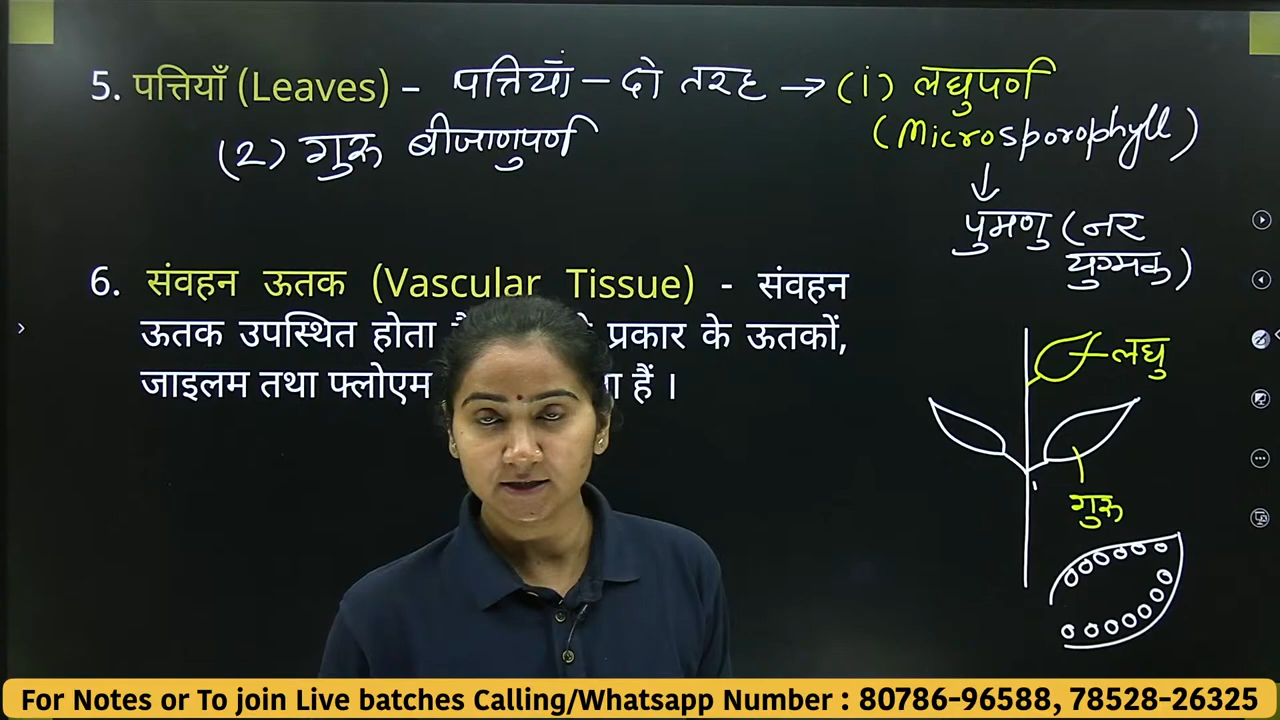 5. पत्तियाँ (Leaves) – पत्तियाँ – दो तरह → (i) लघुपर्ण
(Microsporophyll)
(2) गुरु बीजाणुपर्ण
↓
पुमणु (नर
युग्मक)
6. संवहन ऊतक (Vascular Tissue) - संवहन
ऊतक उपस्थित होता प्रकार के ऊतकों,
जाइलम तथा फ्लोएम हैं ।
लघु
गुरु
For Notes or To join Live batches Calling/Whatsapp Number : 80786-96588, 78528-26325